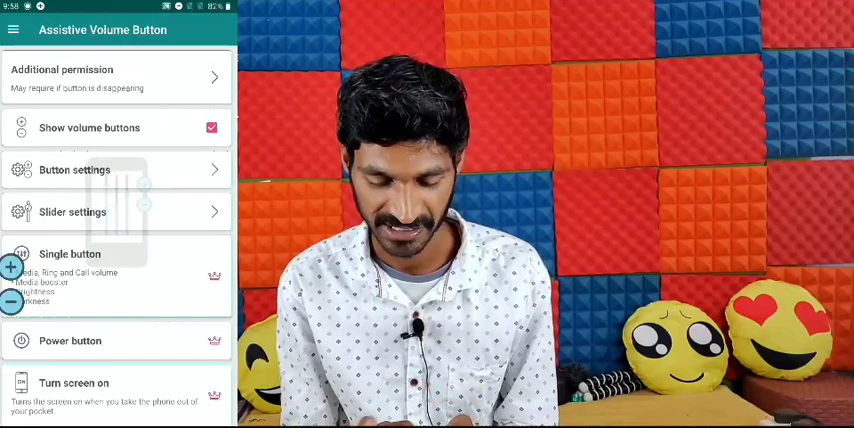 9:58
82%
Assistive Volume Button
Additional permission
May require if button is disappearing
Show volume buttons
Button settings
Slider settings
Single button
Media, Ring and Call volume
Media booster
Brightness
Darkness
Power button
ON
Turn screen on
Turns the screen on when you take the phone out of
your pocket.